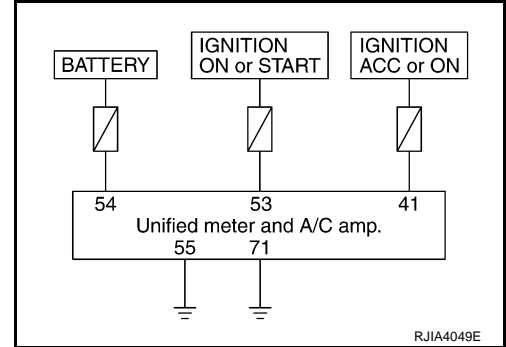 BATTERY
IGNITION
ON or START
IGNITION
ACC or ON
54 53 41
Unified meter and A/C amp.
55 71
RJIA4049E